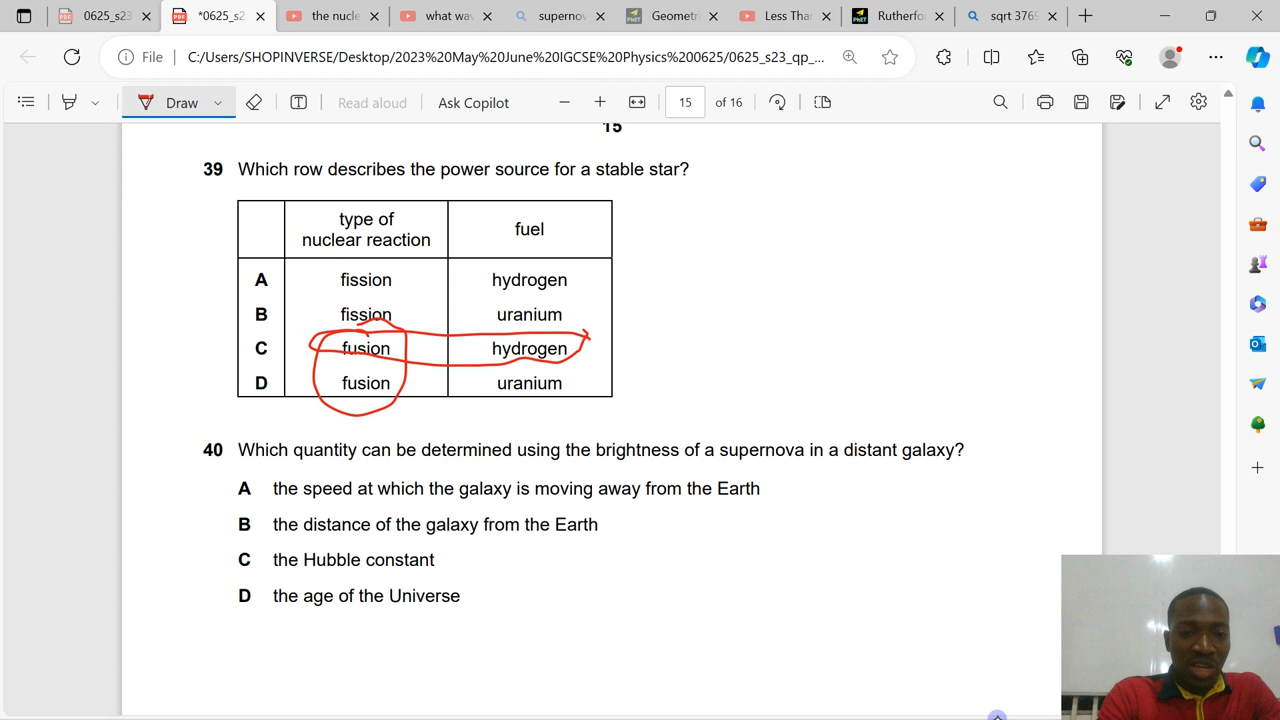 0625_s23
*0625_s2
the nucle
what wav
supernov
Geometr
Less Than
Rutherfor
sqrt 3769
File
C:/Users/SHOPINVERSE/Desktop/2023%20May%20June%20IGCSE%20Physics%200625/0625_s23_qp_...
Draw
Read aloud
Ask Copilot
15
of 16
15
39 Which row describes the power source for a stable star?
type of
nuclear reaction
fuel
A fission hydrogen
B fission uranium
C fusion hydrogen
D fusion uranium
40 Which quantity can be determined using the brightness of a supernova in a distant galaxy?
A the speed at which the galaxy is moving away from the Earth
B the distance of the galaxy from the Earth
C the Hubble constant
D the age of the Universe